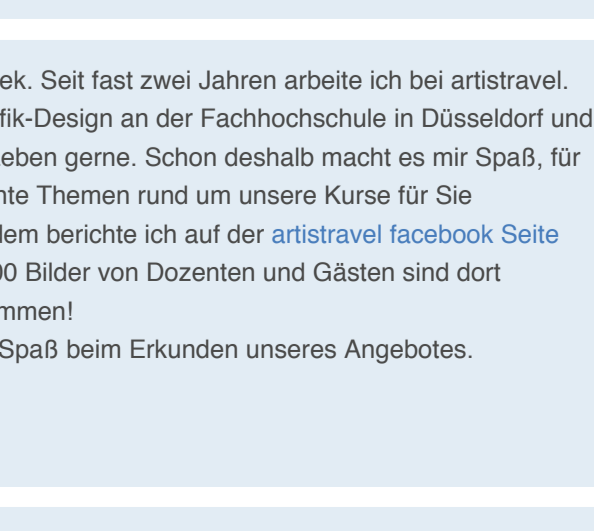 ek. Seit fast zwei Jahren arbeite ich bei artistravel.
fik-Design an der Fachhochschule in Düsseldorf und
eben gerne. Schon deshalb macht es mir Spaß, für
nte Themen rund um unsere Kurse für Sie
dem berichte ich auf der artistravel facebook Seite
00 Bilder von Dozenten und Gästen sind dort
mmen!
Spaß beim Erkunden unseres Angebotes.